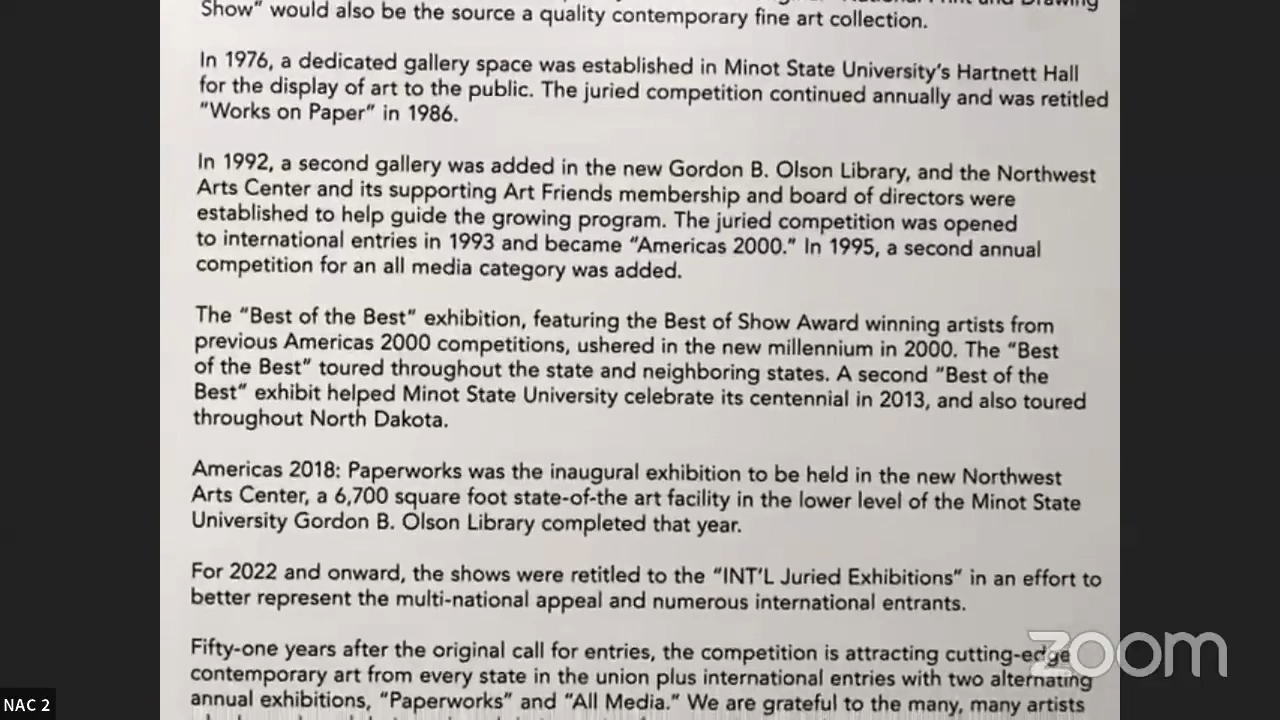 Show” would also be the source a quality contemporary fine art collection.
In 1976, a dedicated gallery space was established in Minot State University’s Hartnett Hall
for the display of art to the public. The juried competition continued annually and was retitled
“Works on Paper” in 1986.
In 1992, a second gallery was added in the new Gordon B. Olson Library, and the Northwest
Arts Center and its supporting Art Friends membership and board of directors were
established to help guide the growing program. The juried competition was opened
to international entries in 1993 and became “Americas 2000.” In 1995, a second annual
competition for an all media category was added.
The “Best of the Best” exhibition, featuring the Best of Show Award winning artists from
previous Americas 2000 competitions, ushered in the new millennium in 2000. The “Best
of the Best” toured throughout the state and neighboring states. A second “Best of the
Best” exhibit helped Minot State University celebrate its centennial in 2013, and also toured
throughout North Dakota.
Americas 2018: Paperworks was the inaugural exhibition to be held in the new Northwest
Arts Center, a 6,700 square foot state-of-the art facility in the lower level of the Minot State
University Gordon B. Olson Library completed that year.
For 2022 and onward, the shows were retitled to the “INT’L Juried Exhibitions” in an effort to
better represent the multi-national appeal and numerous international entrants.
Fifty-one years after the original call for entries, the competition is attracting cutting-edge
contemporary art from every state in the union plus international entries with two alternating
annual exhibitions, “Paperworks” and “All Media.” We are grateful to the many, many artists
zoom
NAC 2